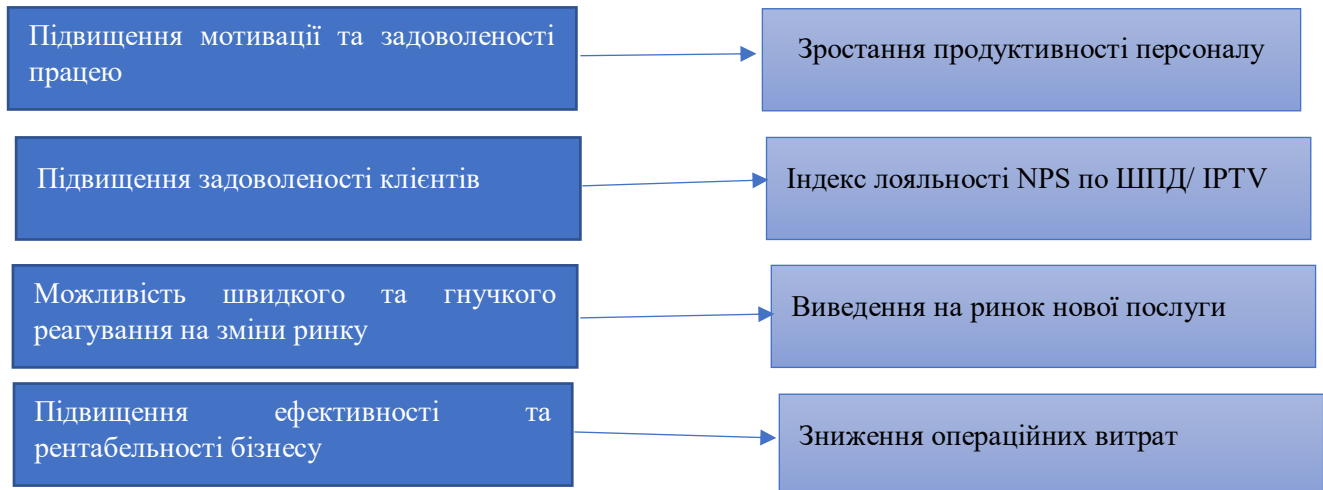 Підвищення мотивації та задоволеності
працею
Зростання продуктивності персоналу
Підвищення задоволеності клієнтів
Індекс лояльності NPS по ШПД/ IPTV
Можливість швидкого та гнучкого
реагування на зміни ринку
Виведення на ринок нової послуги
Підвищення ефективності та
рентабельності бізнесу
Зниження операційних витрат